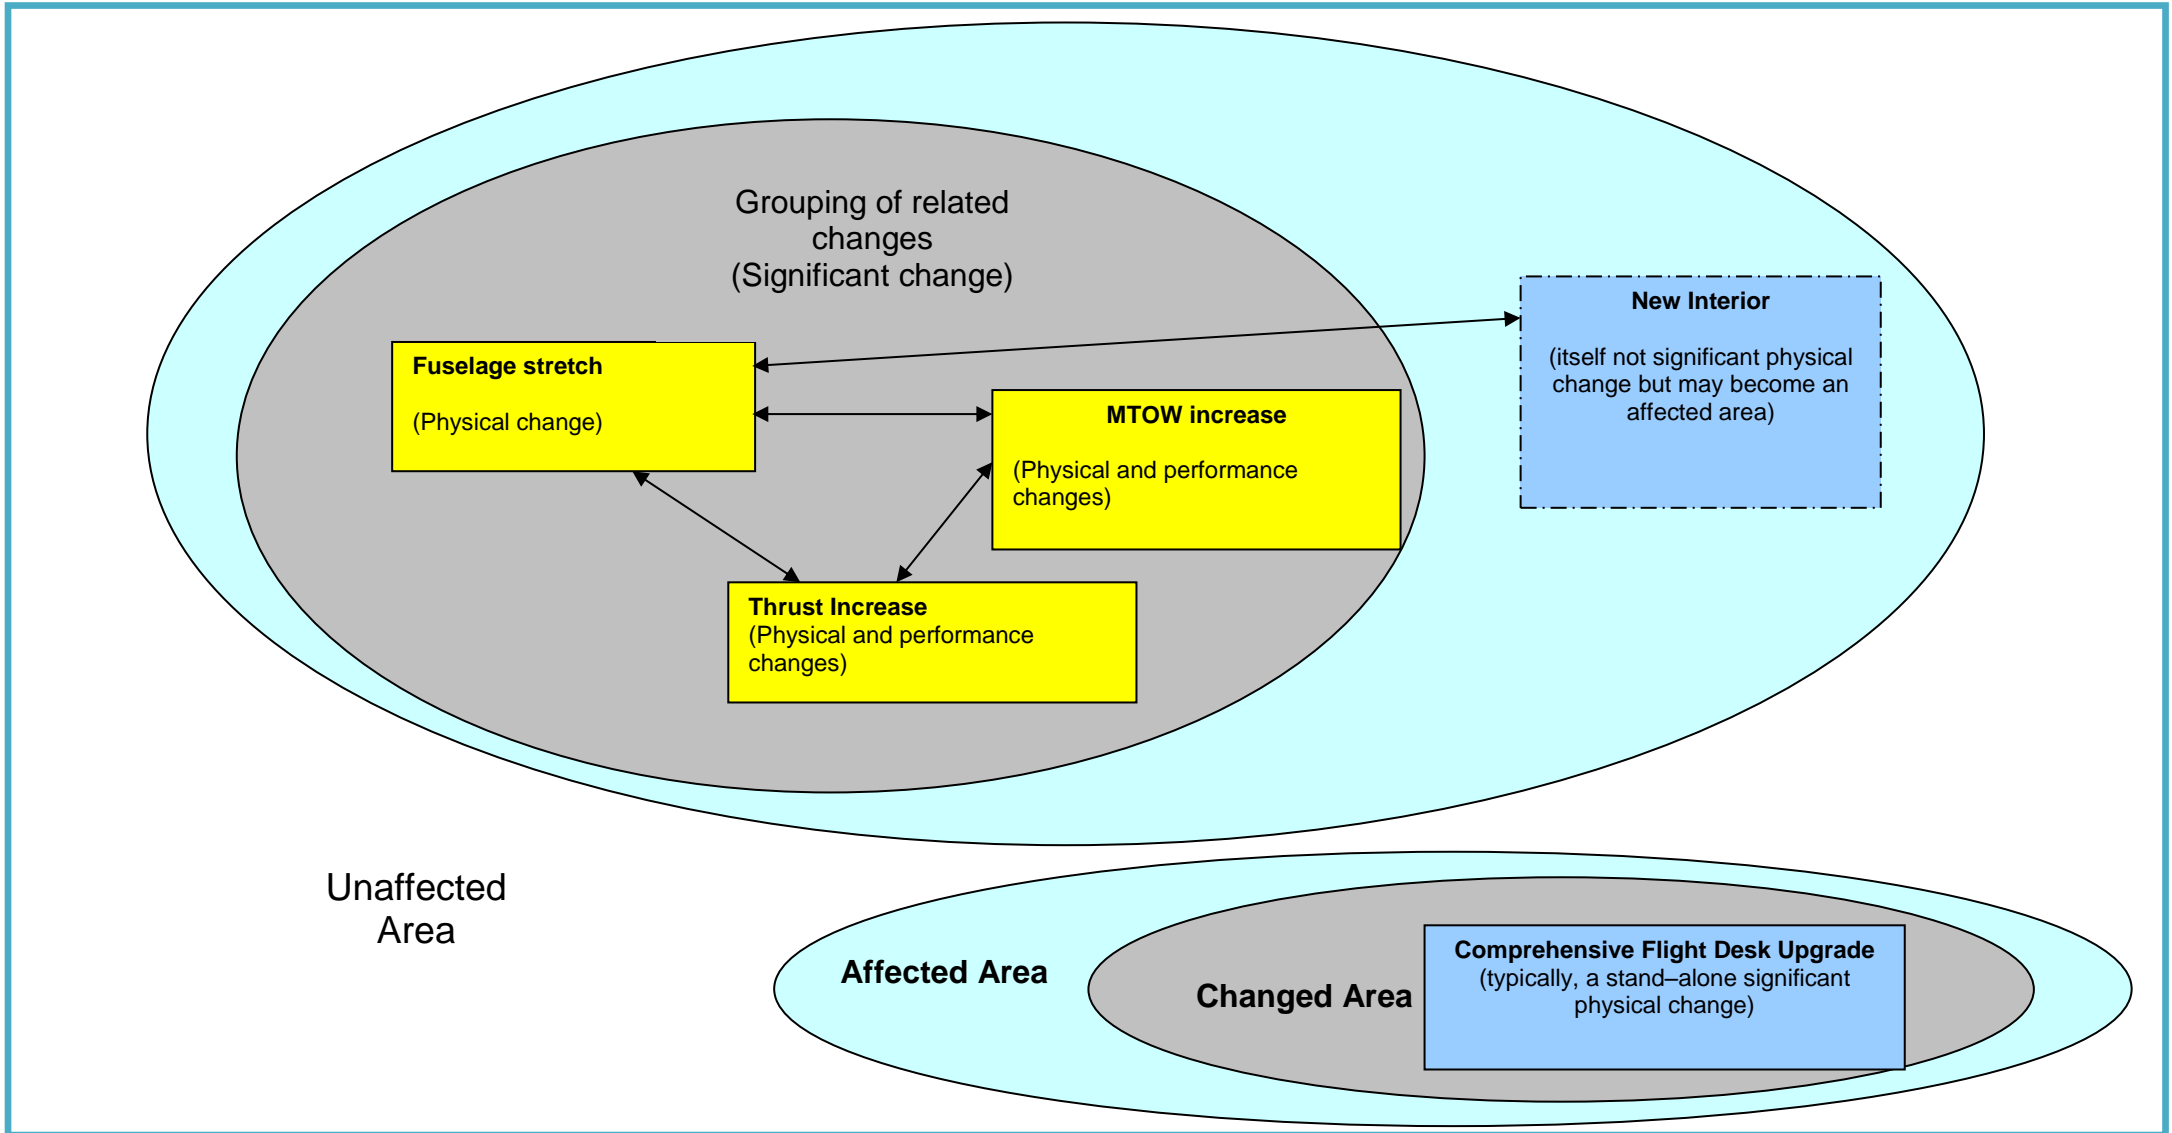 Grouping of related
changes
(Significant change)
Fuselage stretch
(Physical change)
MTOW increase
(Physical and performance
changes)
Thrust Increase
(Physical and performance
changes)
New Interior
(itself not significant physical
change but may become an
affected area)
Unaffected
Area
Affected Area
Changed Area
Comprehensive Flight Desk Upgrade
(typically, a stand–alone significant
physical change)